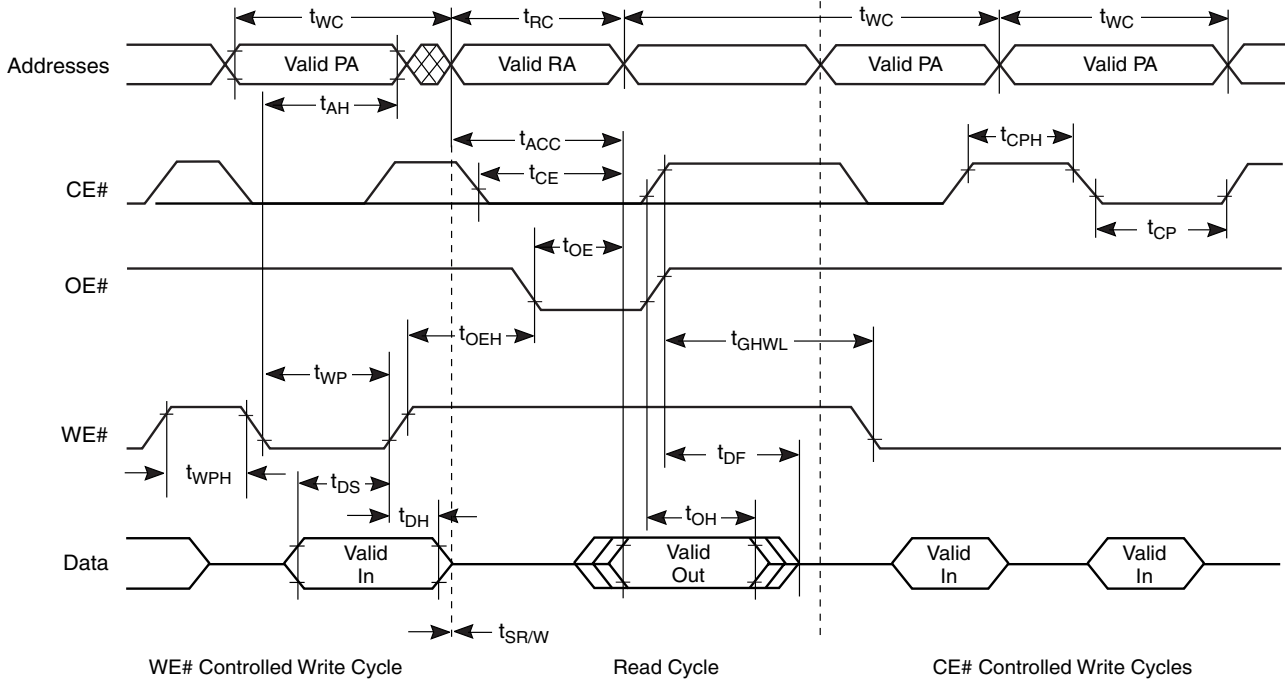 tWC tRC tWC tWC
Addresses Valid PA Valid RA Valid PA Valid PA
tAH
tACC tCPH
CE# tCE
tCP
tOE
OE#
tOEH tGHWL
tWP
WE#
tWPH tDS tDF
tDH tOH
Data Valid In Valid Out Valid In Valid In
tSR/W
WE# Controlled Write Cycle Read Cycle CE# Controlled Write Cycles